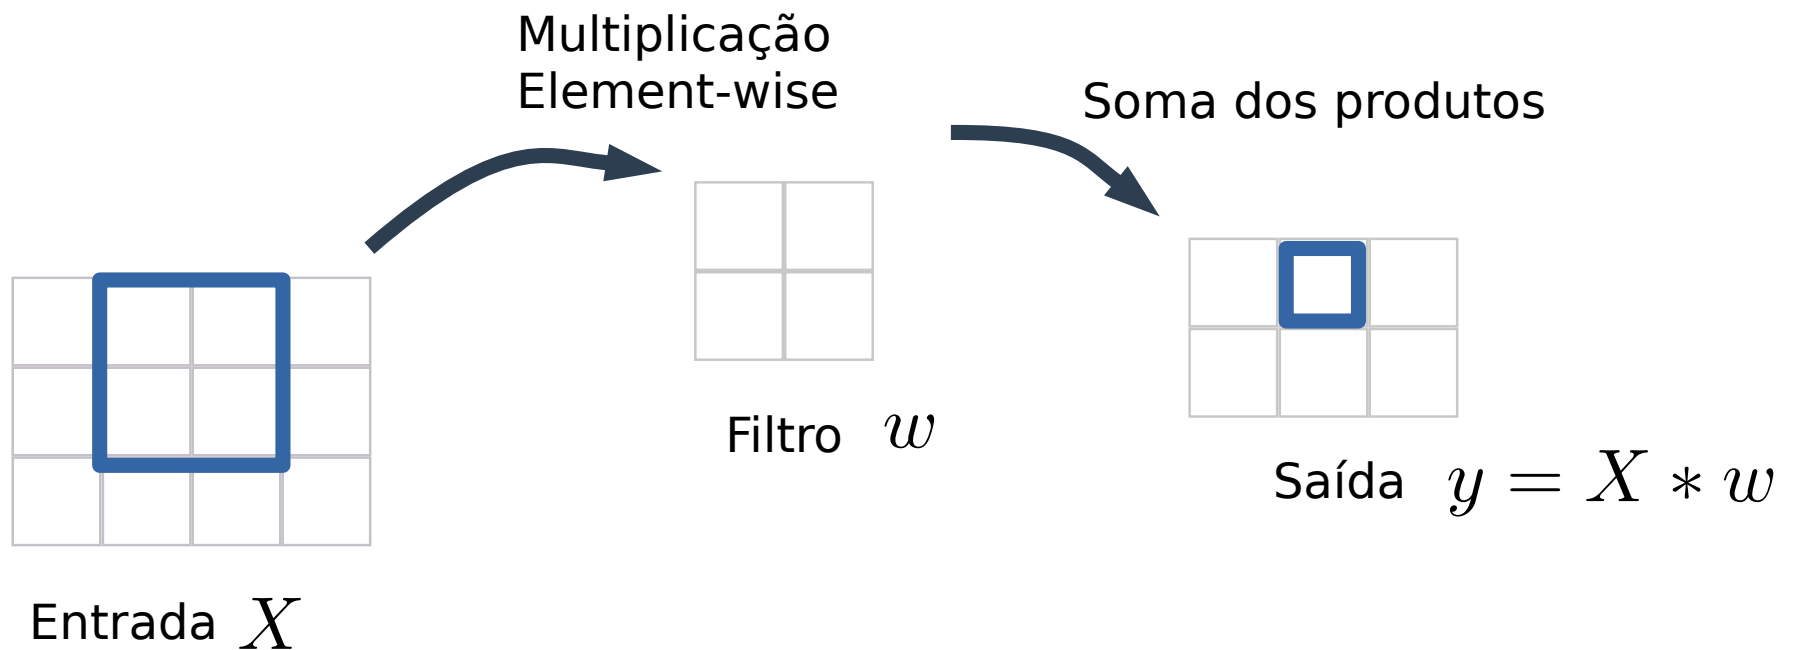 Multiplicação
Element-wise
Soma dos produtos
Filtro w
Saída y = X * w
Entrada X